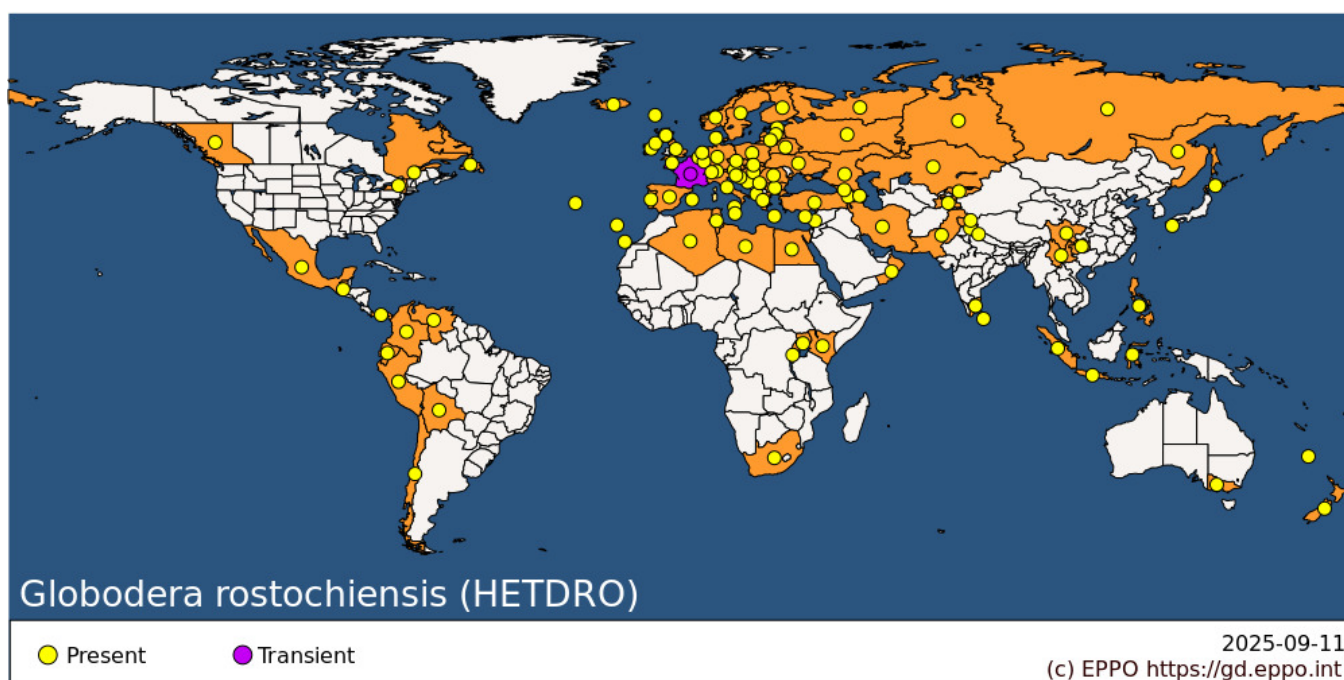 Globodera rostochiensis (HETDRO)
Present
Transient
2025-09-11
(c) EPPO https://gd.eppo.int